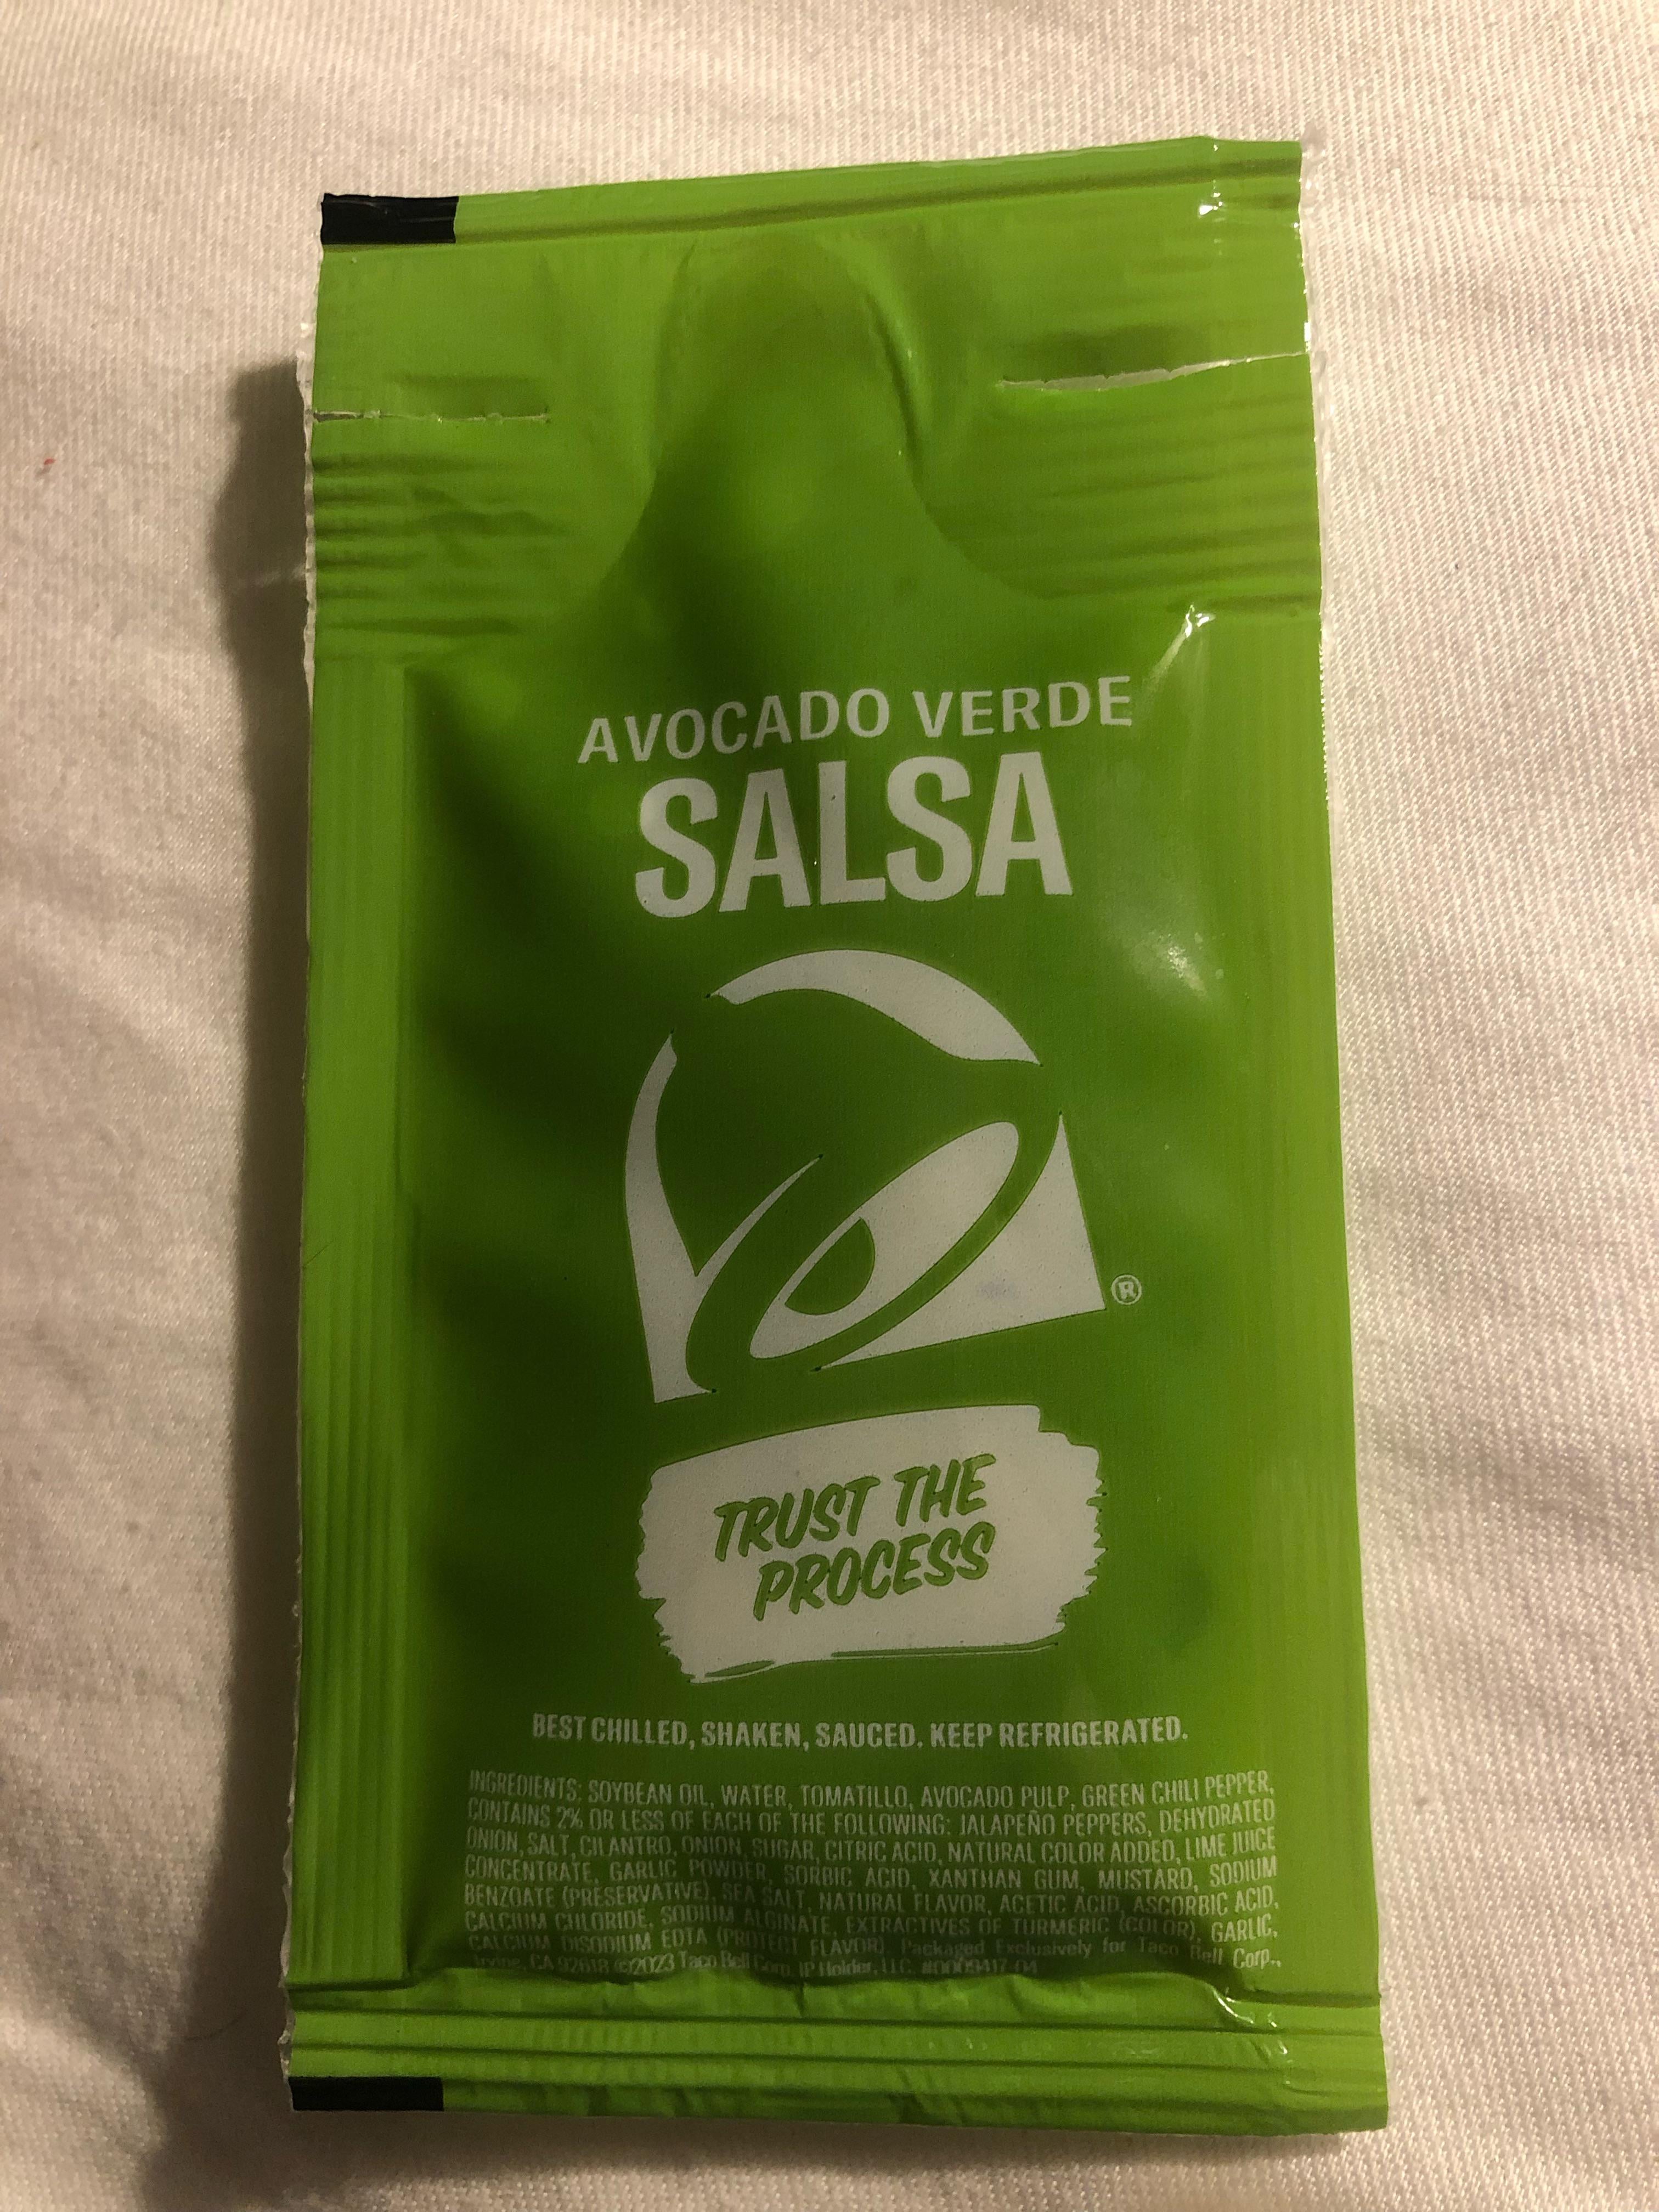 AVOCADO VERDE
SALSA
®
TRUST THE
PROCESS
BEST CHILLED, SHAKEN, SAUCED. KEEP REFRIGERATED.
INGREDIENTS: SOYBEAN OIL, WATER, TOMATILLO, AVOCADO PULP, GREEN CHILI PEPPER,
CONTAINS 2% OR LESS OF EACH OF THE FOLLOWING: JALAPEÑO PEPPERS, DEHYDRATED
ONION, SALT, CILANTRO, ONION, SUGAR, CITRIC ACID, NATURAL COLOR ADDED, LIME JUICE
CONCENTRATE, GARLIC POWDER, SORBIC ACID, XANTHAN GUM, MUSTARD, SODIUM
BENZOATE (PRESERVATIVE), SEA SALT, NATURAL FLAVOR, ACETIC ACID, ASCORBIC ACID,
CALCIUM CHLORIDE, SODIUM ALGINATE, EXTRACTIVES OF TURMERIC (COLOR), GARLIC,
CALCIUM DISODIUM EDTA (PROTECT FLAVOR). Packaged Exclusively for Taco Bell Corp.,
Irvine, CA 92618 ©2023 Taco Bell Corp. IP Holder, LLC. #0009417-04